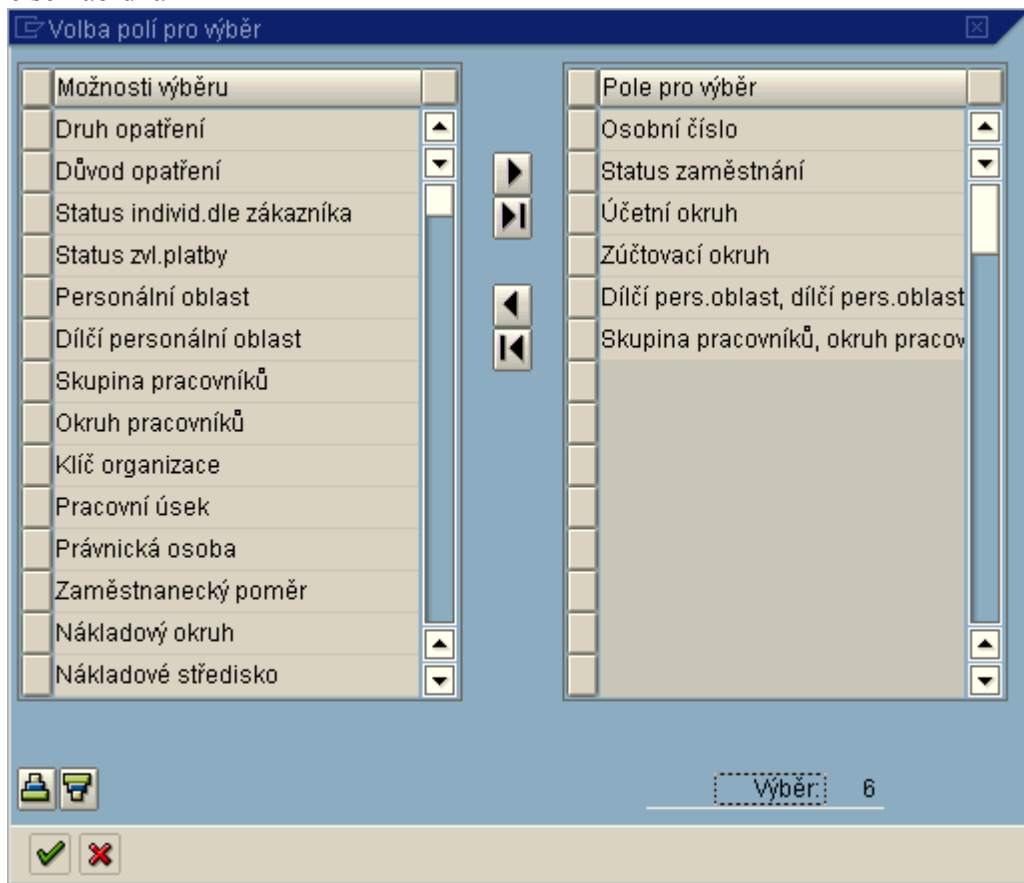 Volba polí pro výběr
Možnosti výběru
Druh opatření
Důvod opatření
Status individ.dle zákazníka
Status zvl.platby
Personální oblast
Dílčí personální oblast
Skupina pracovníků
Okruh pracovníků
Klíč organizace
Pracovní úsek
Právnická osoba
Zaměstnanecký poměr
Nákladový okruh
Nákladové středisko
Pole pro výběr
Osobní číslo
Status zaměstnání
Účetní okruh
Zúčtovací okruh
Dílčí pers.oblast, dílčí pers.oblast
Skupina pracovníků, okruh pracov
Výběr: 6